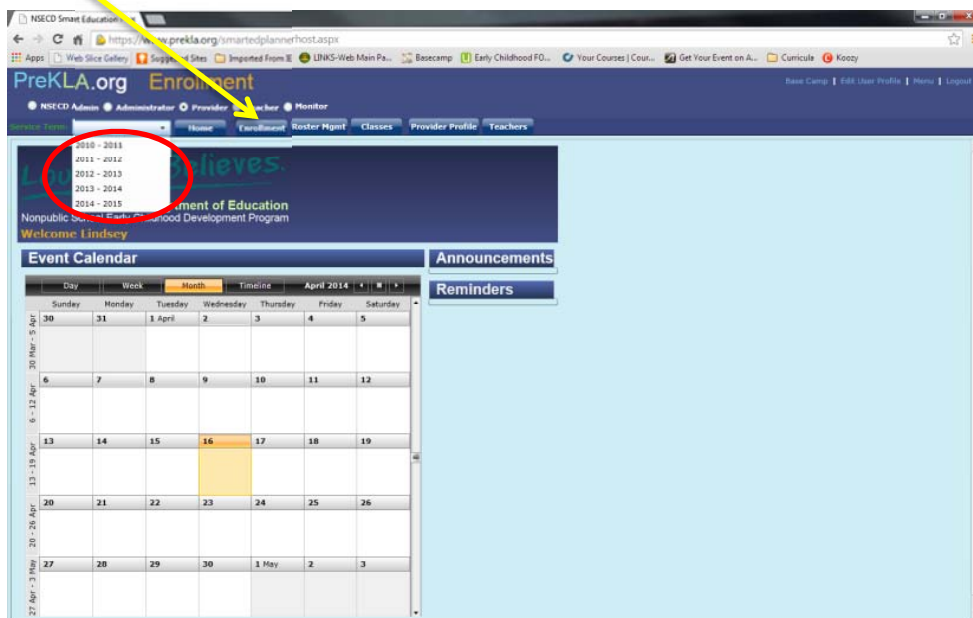 NSECD Smart Education
https://www.prekla.org/smartedplannerhost.aspx
Apps Web Slice Gallery Suggested Sites Imported From IE LINKS-Web Main Pa... Basecamp Early Childhood FO... Your Courses | Cour... Get Your Event on A... Curricula Koozy
PreKLA.org Enrollment
Base Camp | Edit User Profile | Menu | Logout
NSECD Admin Administrator Provider Teacher Monitor
Service Term: Home Enrollment Roster Mgmt Classes Provider Profile Teachers
2010 - 2011
2011 - 2012
2012 - 2013
2013 - 2014
2014 - 2015
Believes.
Department of Education
Nonpublic School Early Childhood Development Program
Welcome Lindsey
Event Calendar
Announcements
Reminders
Day Week Month Timeline April 2014
Sunday Monday Tuesday Wednesday Thursday Friday Saturday
30 Mar - 5 Apr
30 31 1 April 2 3 4 5
6 - 12 Apr
6 7 8 9 10 11 12
13 - 19 Apr
13 14 15 16 17 18 19
20 - 26 Apr
20 21 22 23 24 25 26
27 Apr - 3 May
27 28 29 30 1 May 2 3